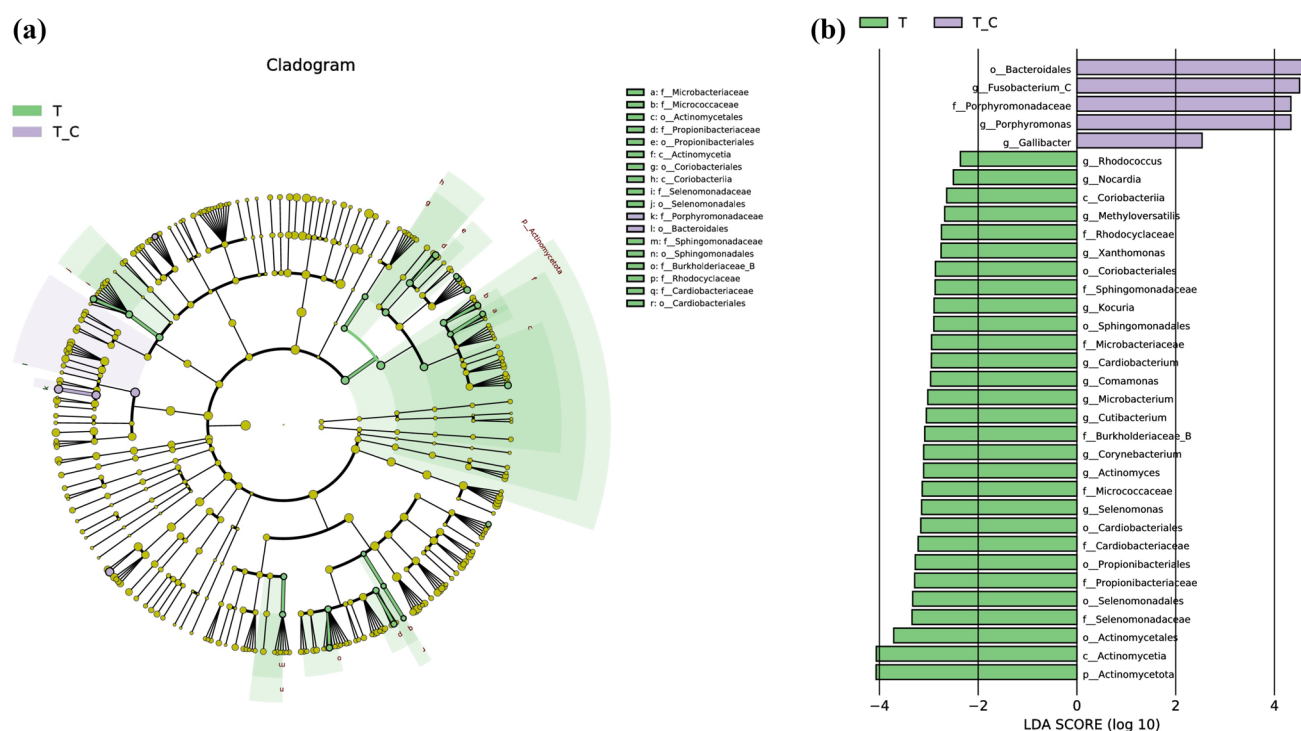 (a)
Cladogram
T
T_C
a: f__Microbacteriaceae
b: f__Micrococcaceae
c: o__Actinomycetales
d: f__Propionibacteriaceae
e: o__Propionibacteriales
f: c__Actinomycetia
g: o__Coriobacteriales
h: c__Coriobacteriia
i: f__Selenomonadaceae
j: o__Selenomonadales
k: f__Porphyromonadaceae
l: o__Bacteroidales
m: f__Sphingomonadaceae
n: o__Sphingomonadales
o: f__Burkholderiaceae_B
p: f__Rhodocyclaceae
q: f__Cardiobacteriaceae
r: o__Cardiobacteriales
h
g
e
d
p__Actinomycetota
f
b
a
c
k
m
n
o
p
q
r
(b)
T
T_C
o__Bacteroidales
g__Fusobacterium_C
f__Porphyromonadaceae
g__Porphyromonas
g__Gallibacter
g__Rhodococcus
g__Nocardia
c__Coriobacteriia
g__Methyloversatilis
f__Rhodocyclaceae
g__Xanthomonas
o__Coriobacteriales
f__Sphingomonadaceae
g__Kocuria
o__Sphingomonadales
f__Microbacteriaceae
g__Cardiobacterium
g__Comamonas
g__Microbacterium
g__Cutibacterium
f__Burkholderiaceae_B
g__Corynebacterium
g__Actinomyces
f__Micrococcaceae
g__Selenomonas
o__Cardiobacteriales
f__Cardiobacteriaceae
o__Propionibacteriales
f__Propionibacteriaceae
o__Selenomonadales
f__Selenomonadaceae
o__Actinomycetales
c__Actinomycetia
p__Actinomycetota
−4 −2 0 2 4
LDA SCORE (log 10)